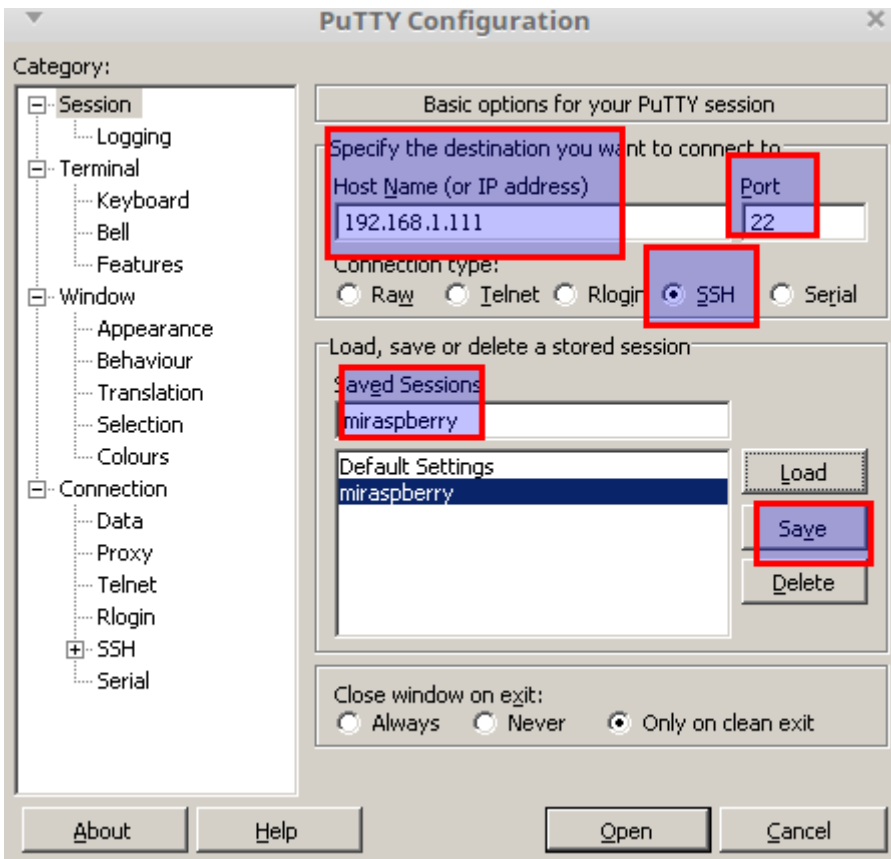 PuTTY Configuration
Category:
Session
Logging
Terminal
Keyboard
Bell
Features
Window
Appearance
Behaviour
Translation
Selection
Colours
Connection
Data
Proxy
Telnet
Rlogin
SSH
Serial
Basic options for your PuTTY session
Specify the destination you want to connect to
Host Name (or IP address) Port
192.168.1.111 22
Connection type:
Raw Telnet Rlogin SSH Serial
Load, save or delete a stored session
Saved Sessions
miraspberry
Default Settings
miraspberry
Load
Save
Delete
Close window on exit:
Always Never Only on clean exit
About Help Open Cancel